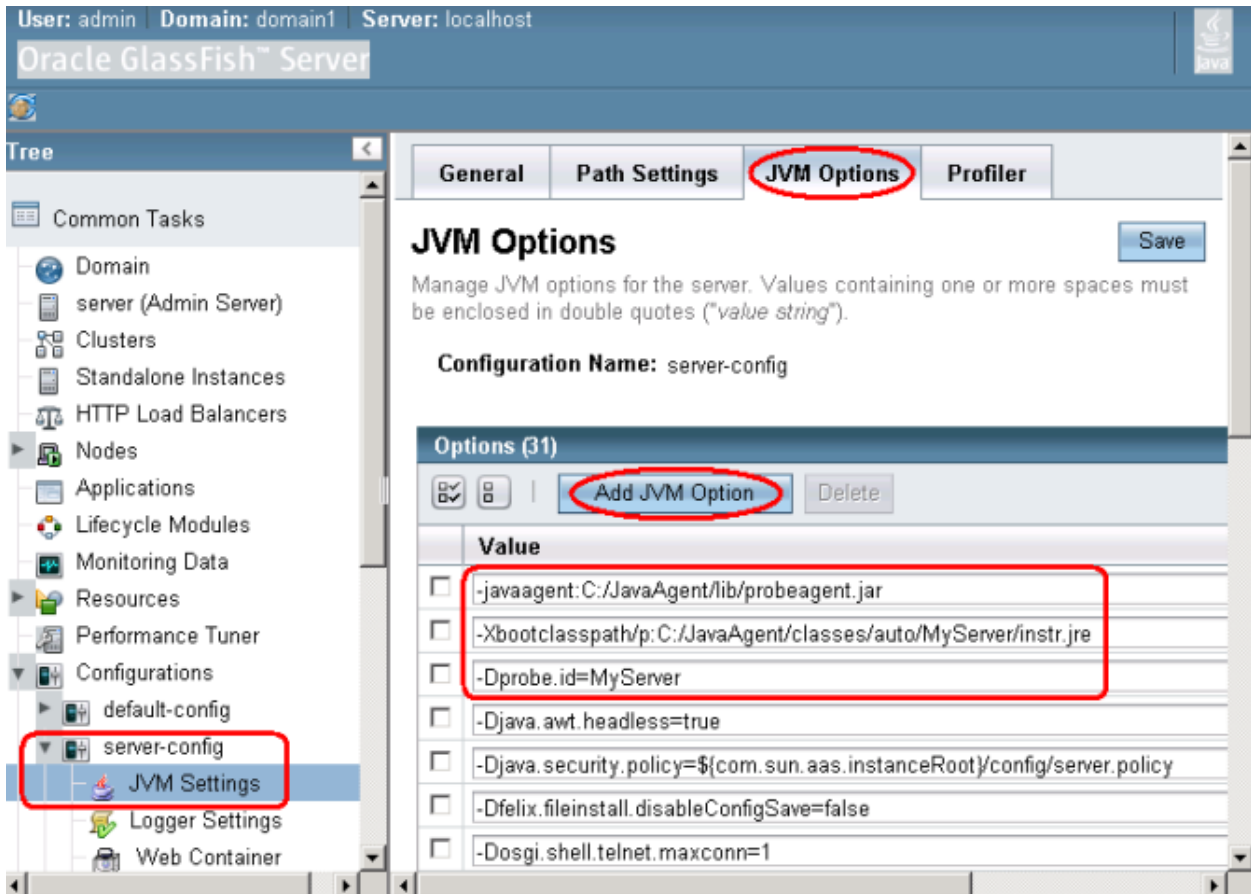 User: admin Domain: domain1 Server: localhost
Oracle GlassFish™ Server
Java
Tree
Common Tasks
Domain
server (Admin Server)
Clusters
Standalone Instances
HTTP Load Balancers
Nodes
Applications
Lifecycle Modules
Monitoring Data
Resources
Performance Tuner
Configurations
default-config
server-config
JVM Settings
Logger Settings
Web Container
General Path Settings JVM Options Profiler
JVM Options
Save
Manage JVM options for the server. Values containing one or more spaces must
be enclosed in double quotes ("value string").
Configuration Name: server-config
Options (31)
Add JVM Option Delete
Value
-javaagent:C:/JavaAgent/lib/probeagent.jar
-Xbootclasspath/p:C:/JavaAgent/classes/auto/MyServer/instr.jre
-Dprobe.id=MyServer
-Djava.awt.headless=true
-Djava.security.policy=${com.sun.aas.instanceRoot}/config/server.policy
-Dfelix.fileinstall.disableConfigSave=false
-Dosgi.shell.telnet.maxconn=1